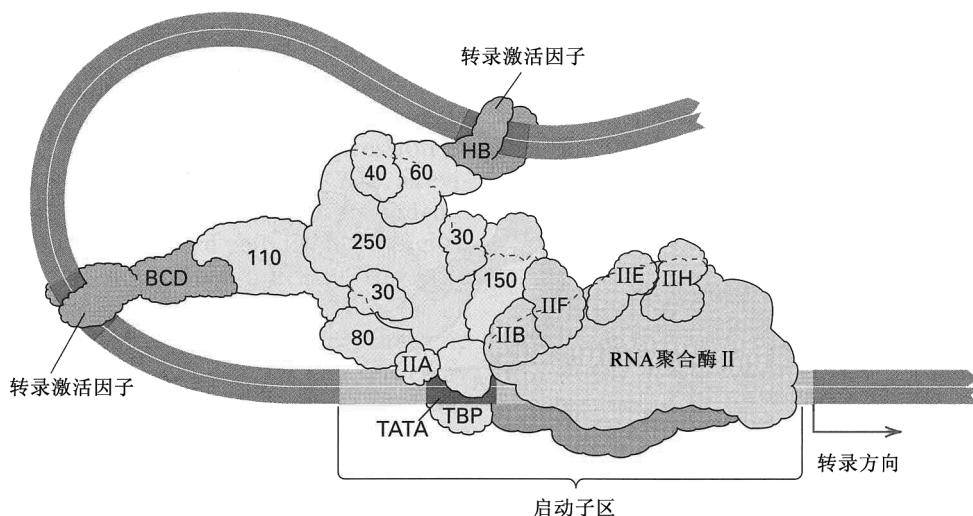 转录激活因子
HB
40
60
110
250
30
BCD
30
150
IIF
IIE
IIH
80
IIA
IIB
RNA聚合酶II
转录激活因子
TATA
TBP
转录方向
启动子区